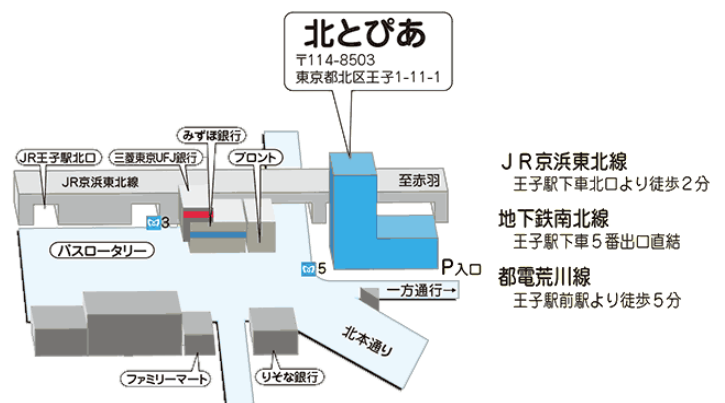 北とぴあ
〒114-8503
東京都北区王子1-11-1
みずほ銀行
JR王子駅北口
三菱東京UFJ銀行
プロント
JR京浜東北線
至赤羽
3
バスロータリー
5
P入口
一方通行→
北本通り
ファミリーマート
りそな銀行
JR京浜東北線
王子駅下車北口より徒歩2分
地下鉄南北線
王子駅下車5番出口直結
都電荒川線
王子駅前駅より徒歩5分